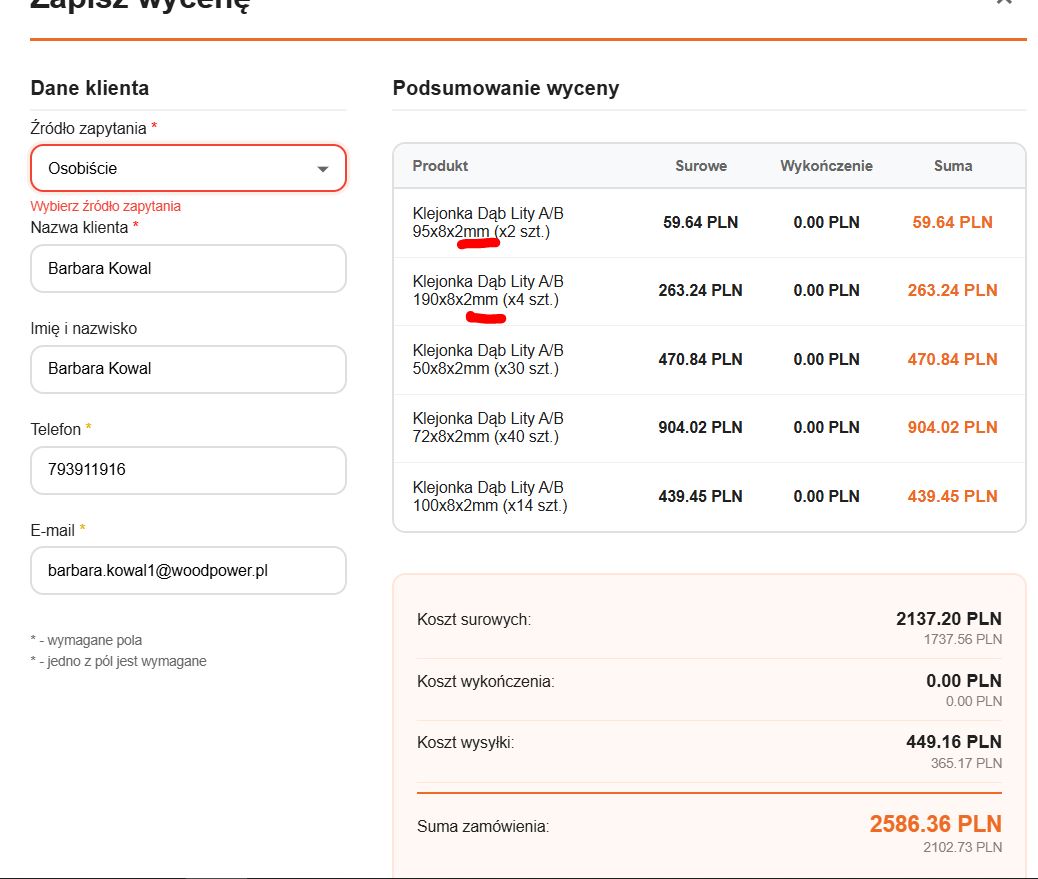 Zapisz wycenę
Dane klienta
Źródło zapytania *
Osobiście
Wybierz źródło zapytania
Nazwa klienta *
Barbara Kowal
Imię i nazwisko
Barbara Kowal
Telefon *
793911916
E-mail *
barbara.kowal1@woodpower.pl
* - wymagane pola
* - jedno z pól jest wymagane
Podsumowanie wyceny
Produkt Surowe Wykończenie Suma
Klejonka Dąb Lity A/B
95x8x2mm (x2 szt.) 59.64 PLN 0.00 PLN 59.64 PLN
Klejonka Dąb Lity A/B
190x8x2mm (x4 szt.) 263.24 PLN 0.00 PLN 263.24 PLN
Klejonka Dąb Lity A/B
50x8x2mm (x30 szt.) 470.84 PLN 0.00 PLN 470.84 PLN
Klejonka Dąb Lity A/B
72x8x2mm (x40 szt.) 904.02 PLN 0.00 PLN 904.02 PLN
Klejonka Dąb Lity A/B
100x8x2mm (x14 szt.) 439.45 PLN 0.00 PLN 439.45 PLN
Koszt surowych: 2137.20 PLN
1737.56 PLN
Koszt wykończenia: 0.00 PLN
0.00 PLN
Koszt wysyłki: 449.16 PLN
365.17 PLN
Suma zamówienia: 2586.36 PLN
2102.73 PLN